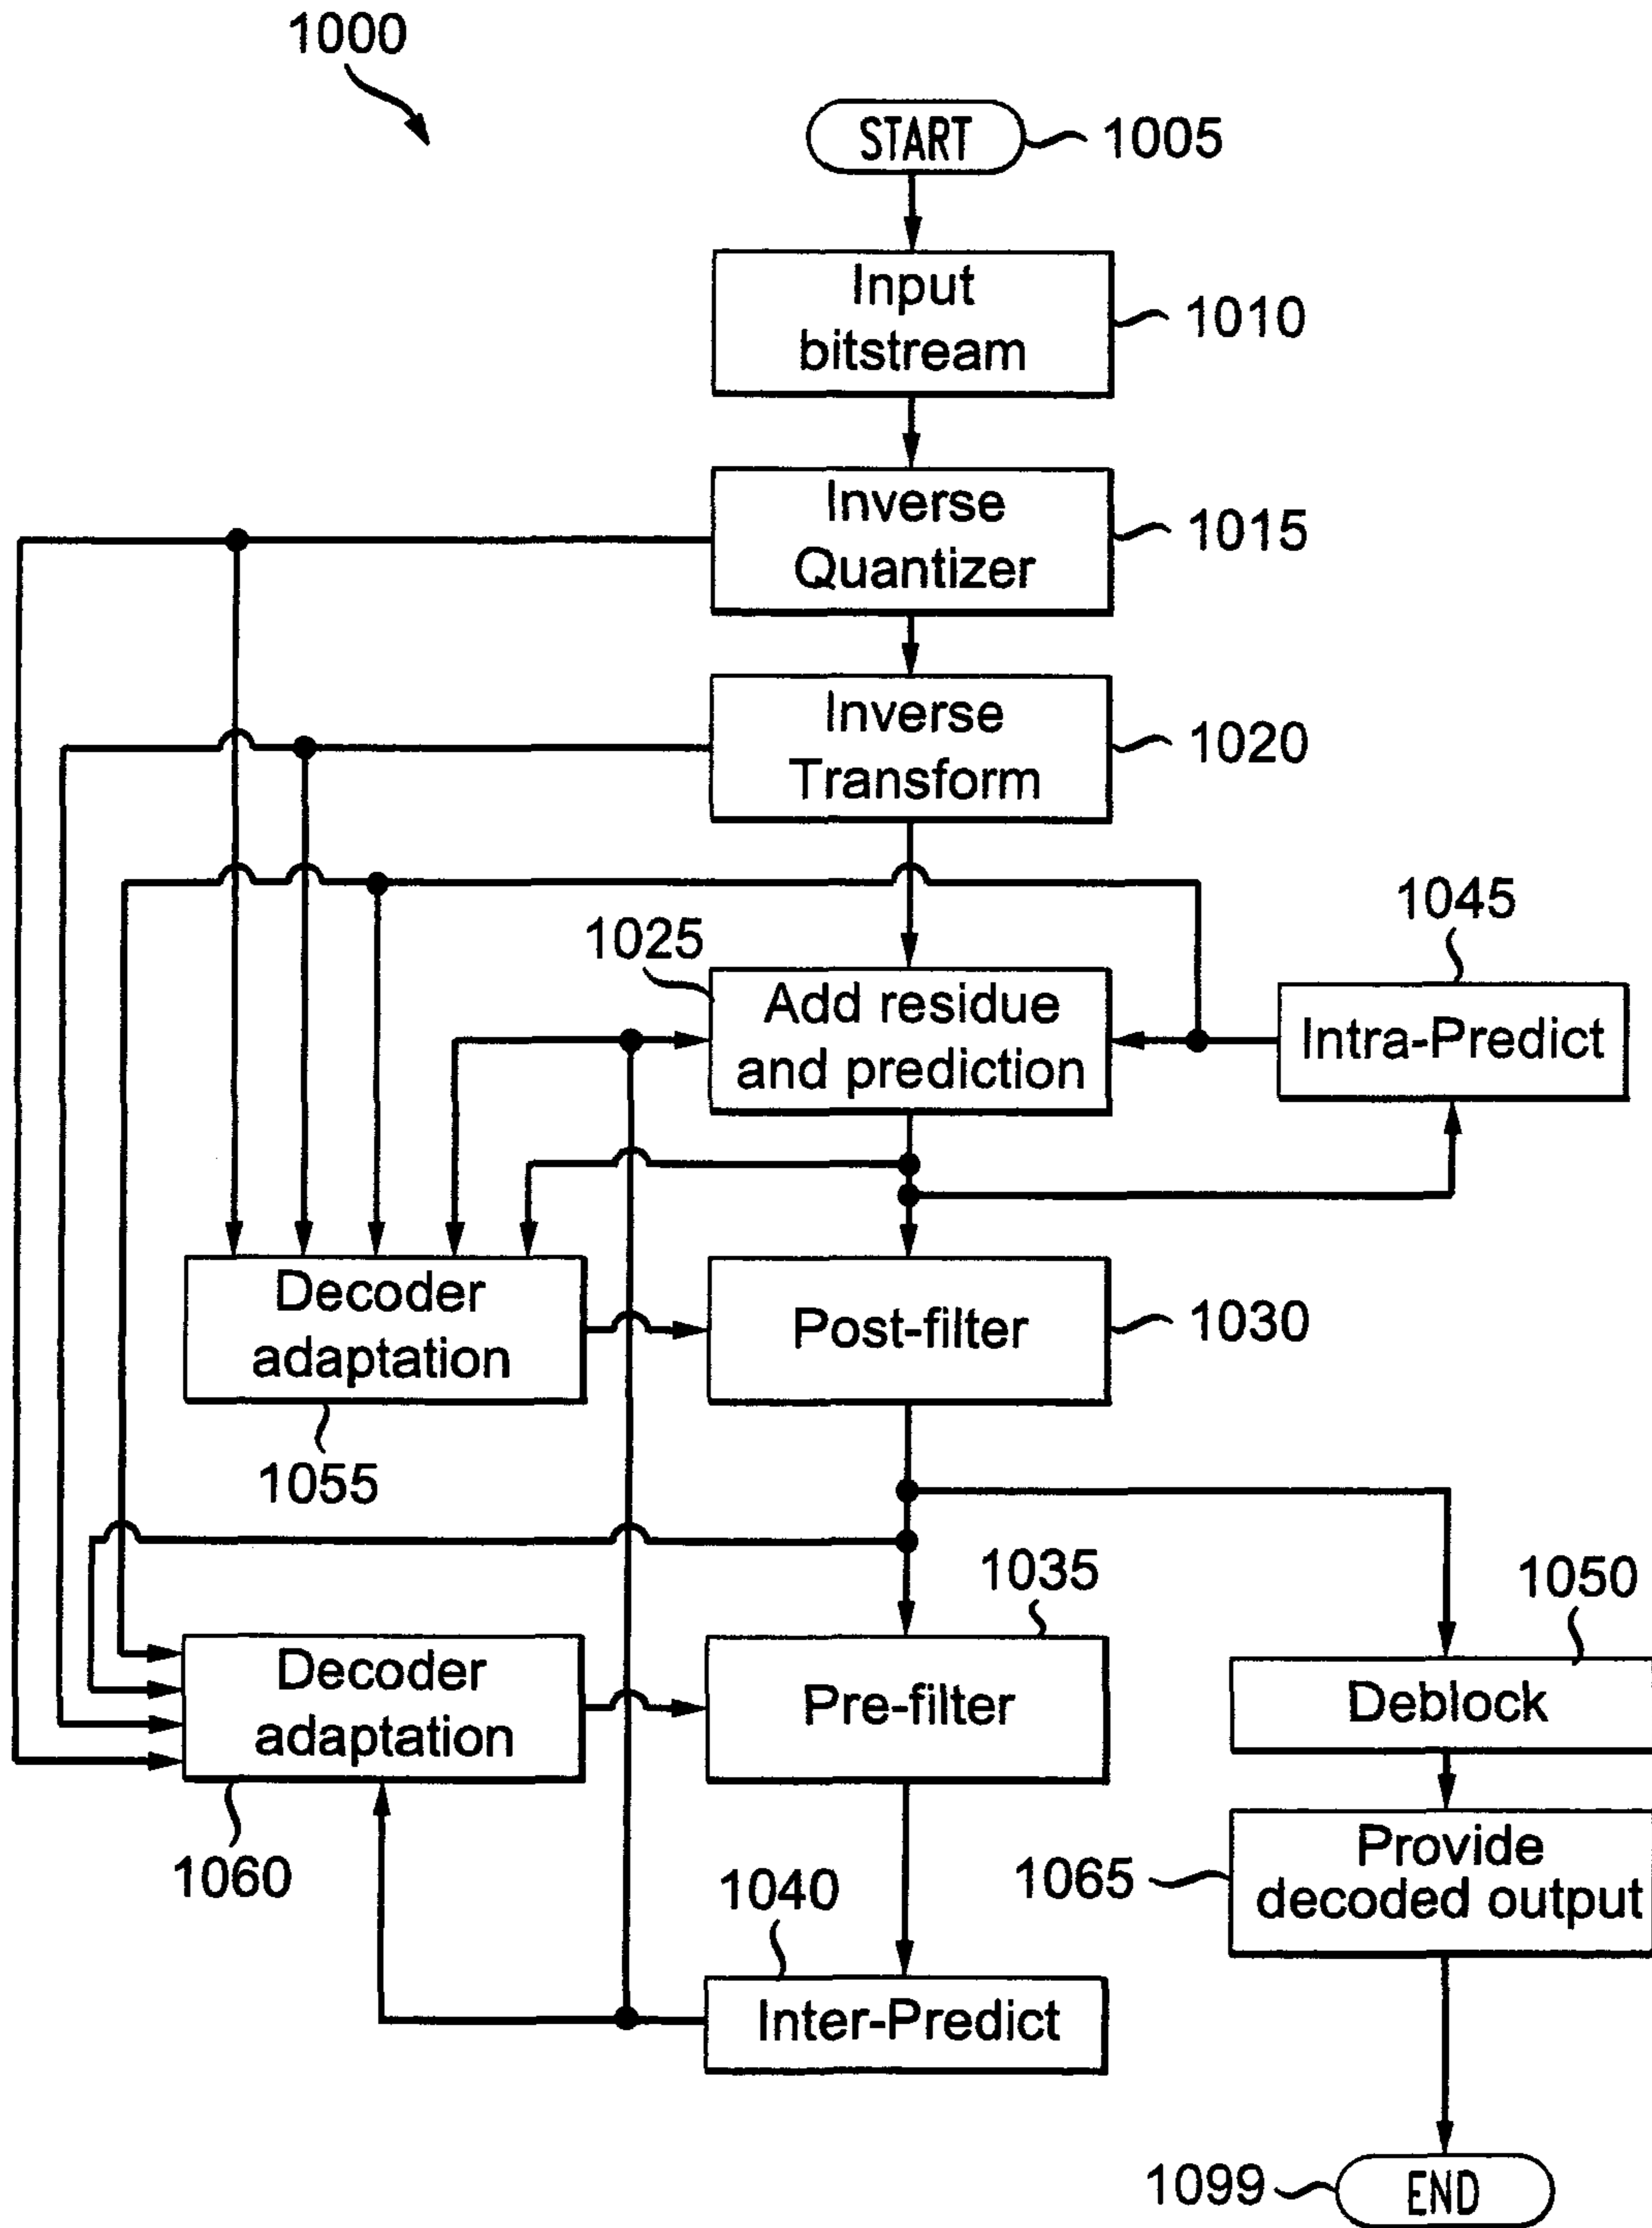 1000
START
1005
Input
bitstream
1010
Inverse
Quantizer
1015
Inverse
Transform
1020
1045
1025
Add residue
and prediction
Intra-Predict
Decoder
adaptation
Post-filter
1030
1055
1035
1050
Decoder
adaptation
Pre-filter
Deblock
1060
1040
1065
Provide
decoded output
Inter-Predict
1099
END